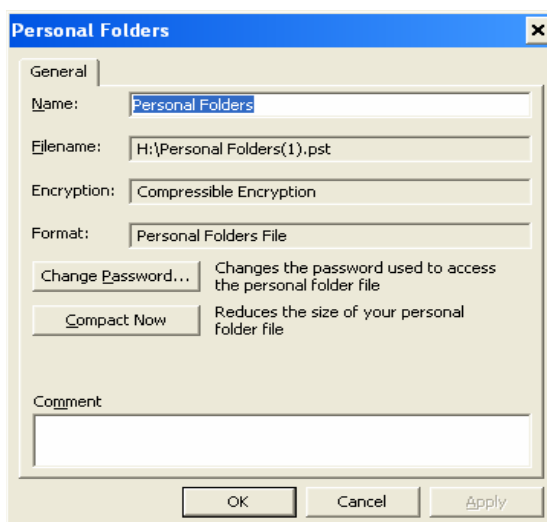 Personal Folders
General
Name: Personal Folders
Filename: H:\Personal Folders(1).pst
Encryption: Compressible Encryption
Format: Personal Folders File
Change Password... Changes the password used to access
the personal folder file
Compact Now Reduces the size of your personal
folder file
Comment
OK Cancel Apply